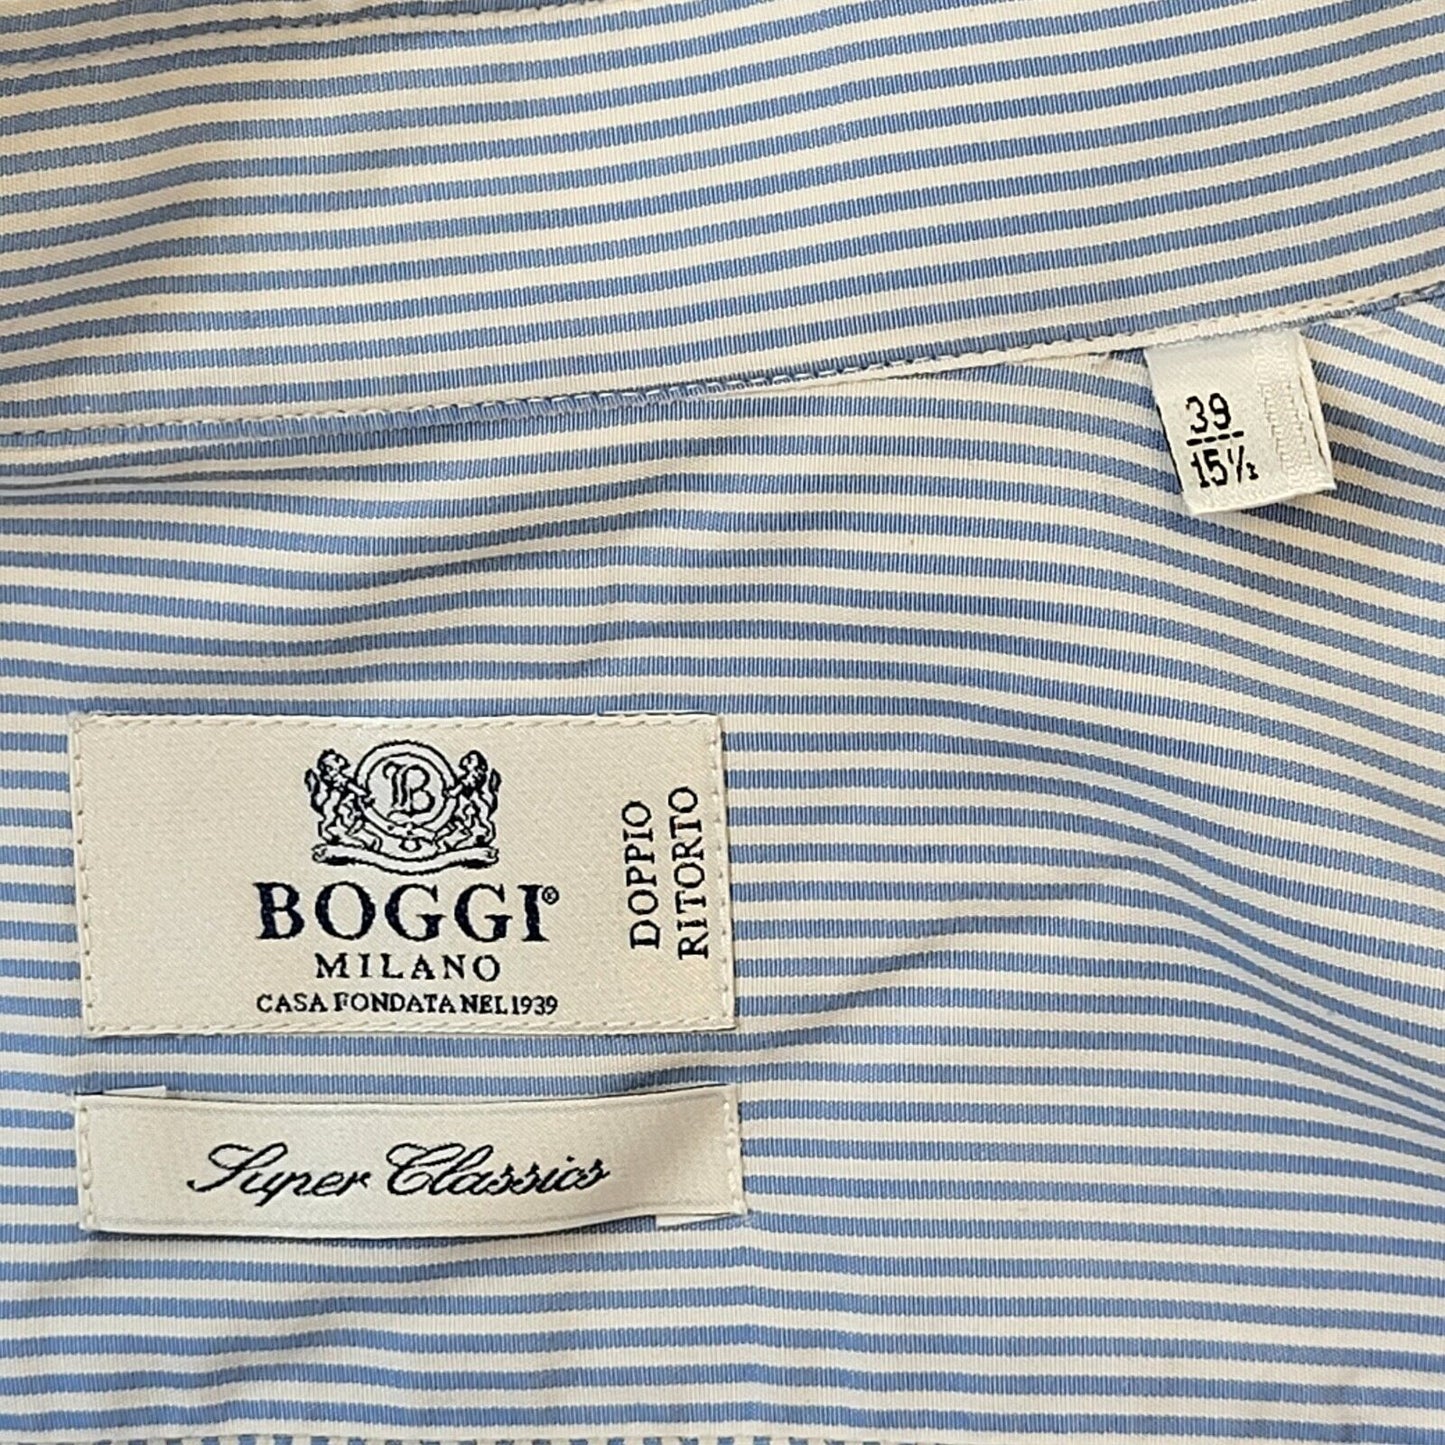 39
15½
B
BOGGI®
MILANO
CASA FONDATA NEL 1939
DOPPIO
RITORTO
Super Classics